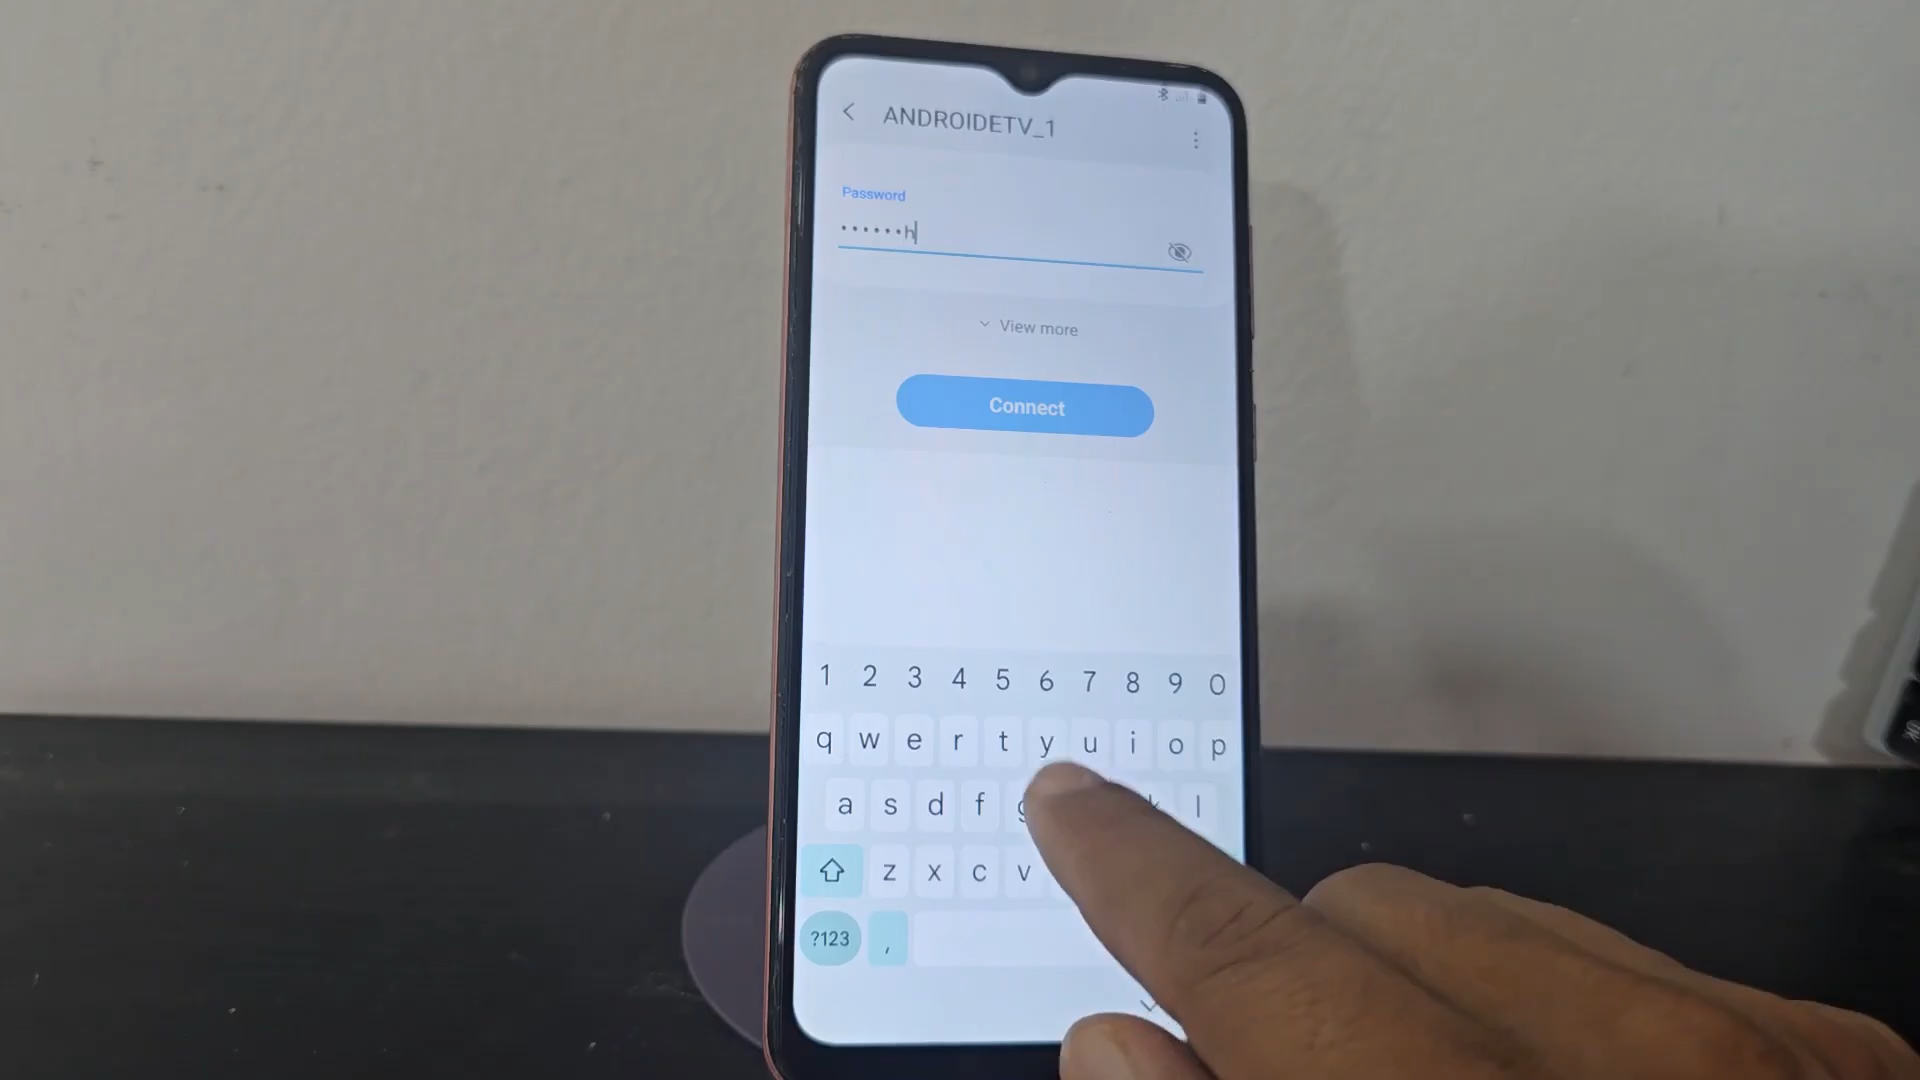 ANDROIDETV_1
Password
••••••h
View more
Connect
1 2 3 4 5 6 7 8 9 0
q w e r t y u i o p
a s d f g k l
z x c v
?123 ,